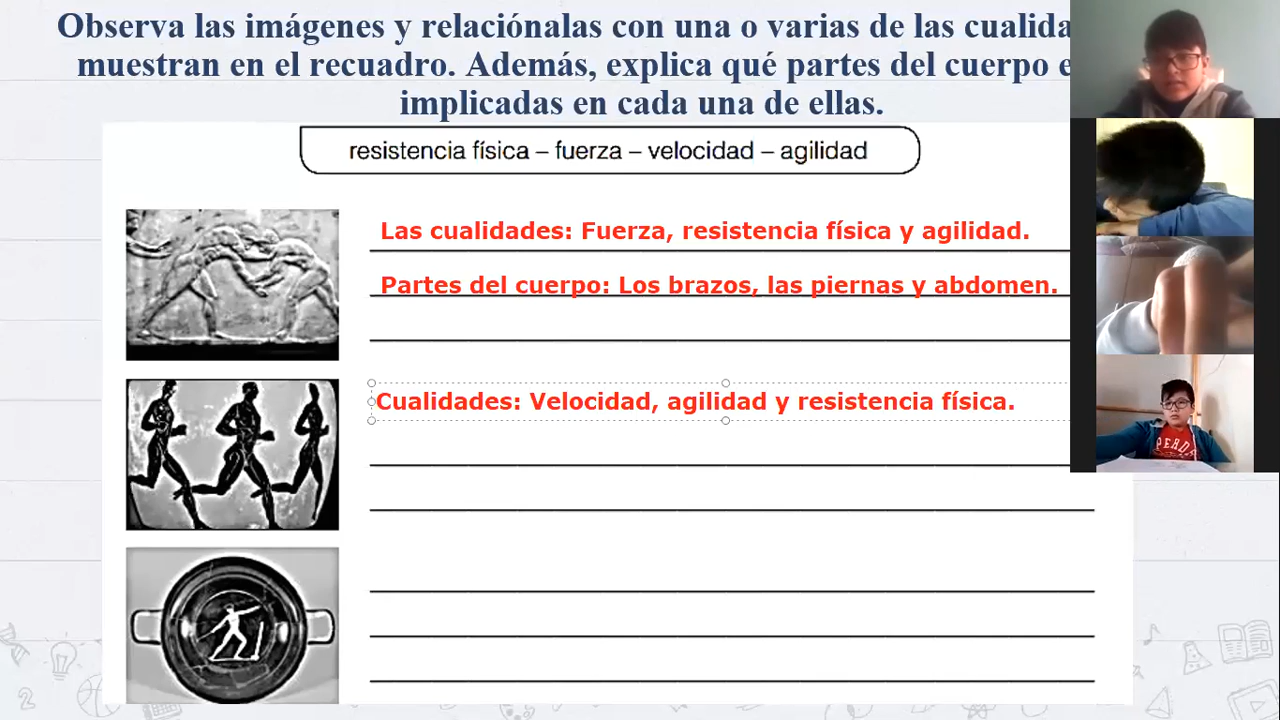 Observa las imágenes y relaciónalas con una o varias de las
muestran en el recuadro. Además, explica qué partes del cuerpo
implicadas en cada una de ellas.
resistencia física – fuerza – velocidad – agilidad
Las cualidades: Fuerza, resistencia física y agilidad.
Partes del cuerpo: Los brazos, las piernas y abdomen.
Cualidades: Velocidad, agilidad y resistencia física.